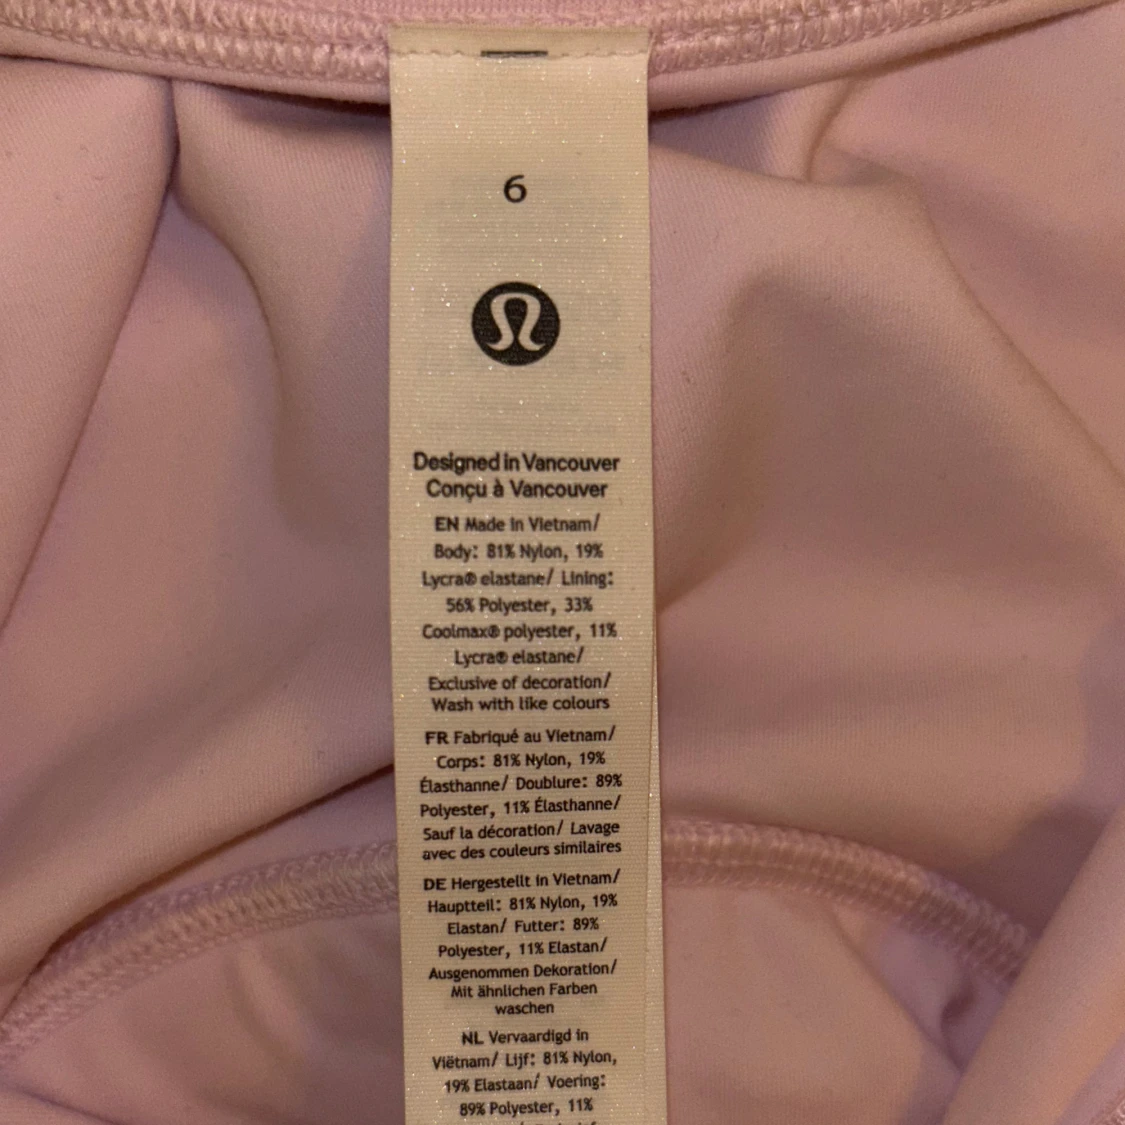 6
Designed in Vancouver
Conçu à Vancouver
EN Made in Vietnam/
Body: 81% Nylon, 19%
Lycra® elastane/ Lining:
56% Polyester, 33%
Coolmax® polyester, 11%
Lycra® elastane/
Exclusive of decoration/
Wash with like colours
FR Fabriqué au Vietnam/
Corps: 81% Nylon, 19%
Élasthanne/ Doublure: 89%
Polyester, 11% Élasthanne/
Sauf la décoration/ Lavage
avec des couleurs similaires
DE Hergestellt in Vietnam/
Hauptteil: 81% Nylon, 19%
Elastan/ Futter: 89%
Polyester, 11% Elastan/
Ausgenommen Dekoration/
Mit ähnlichen Farben
waschen
NL Vervaardigd in
Viëtnam/ Lijf: 81% Nylon,
19% Elastaan/ Voering:
89% Polyester, 11%